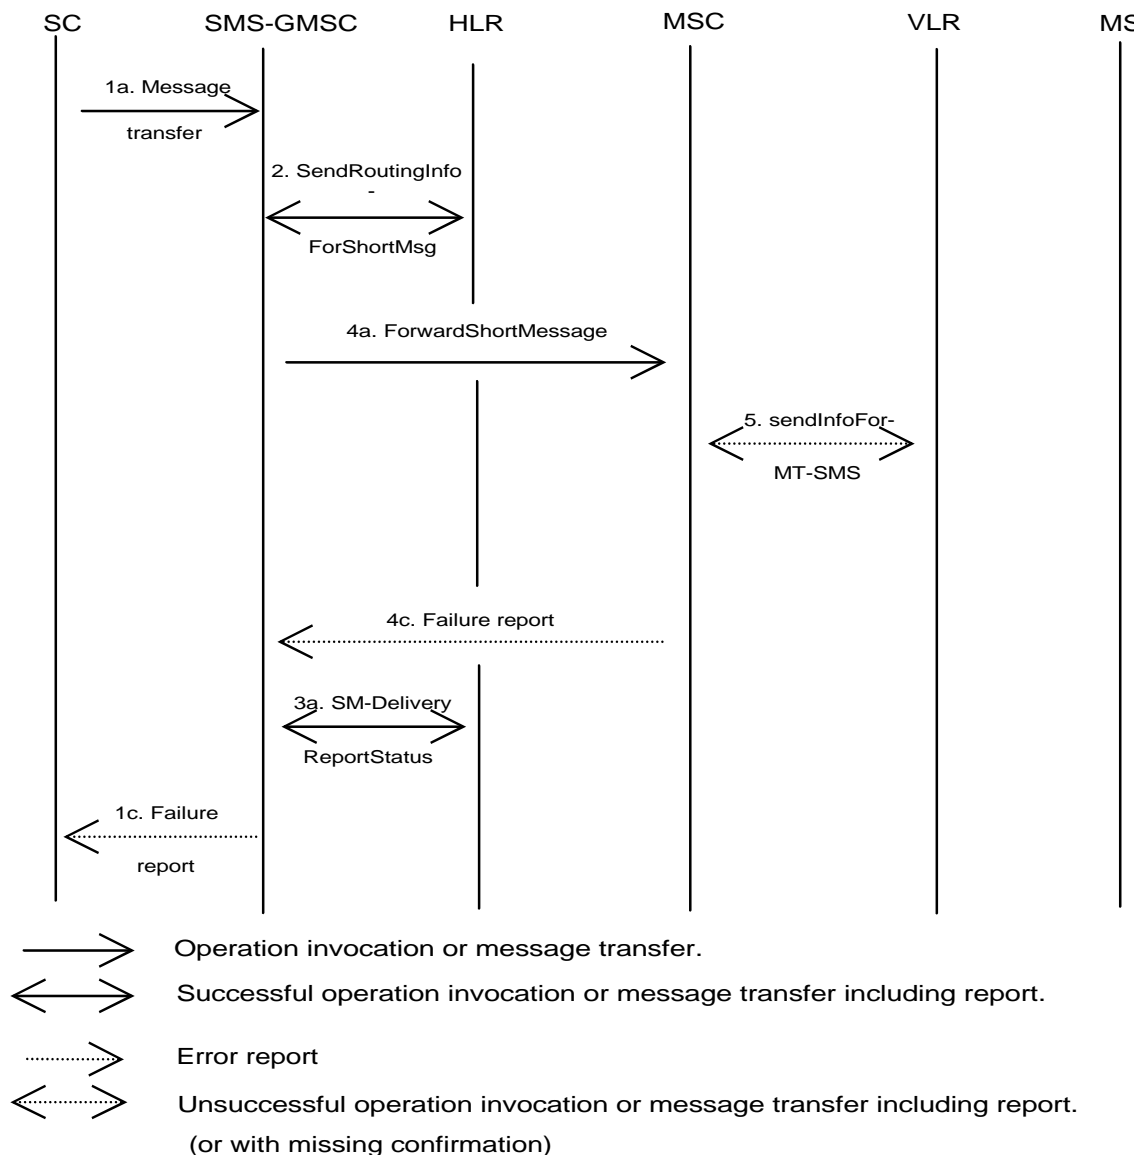 SC SMS-GMSC HLR MSC VLR MS
1a. Message
transfer
2. SendRoutingInfo
-
ForShortMsg
4a. ForwardShortMessage
5. sendInfoFor-
MT-SMS
4c. Failure report
3a. SM-Delivery
ReportStatus
1c. Failure
report
Operation invocation or message transfer.
Successful operation invocation or message transfer including report.
Error report
Unsuccessful operation invocation or message transfer including report.
(or with missing confirmation)